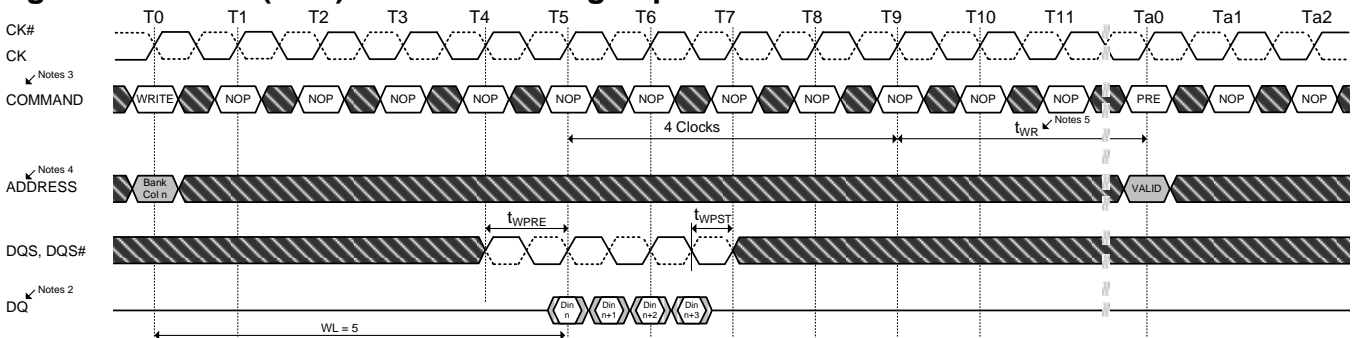 T0 T1 T2 T3 T4 T5 T6 T7 T8 T9 T10 T11 Ta0 Ta1 Ta2
CK#
CK
Notes 3
COMMAND WRITE NOP NOP NOP NOP NOP NOP NOP NOP NOP NOP NOP PRE NOP NOP
4 Clocks tWR Notes 5
Notes 4
ADDRESS Bank Col n VALID
tWPRE tWPST
DQS, DQS#
Notes 2
DQ Din n Din n+1 Din n+2 Din n+3
WL = 5